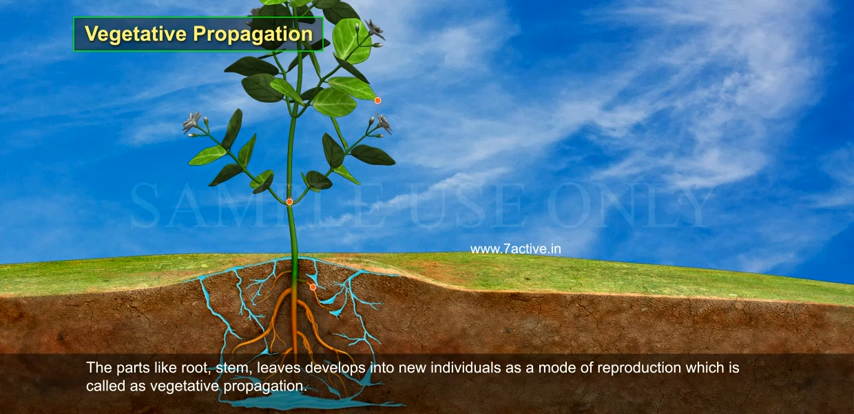 Vegetative Propagation
SAMPLE USE ONLY
www.7active.in
The parts like root, stem, leaves develops into new individuals as a mode of reproduction which is
called as vegetative propagation.